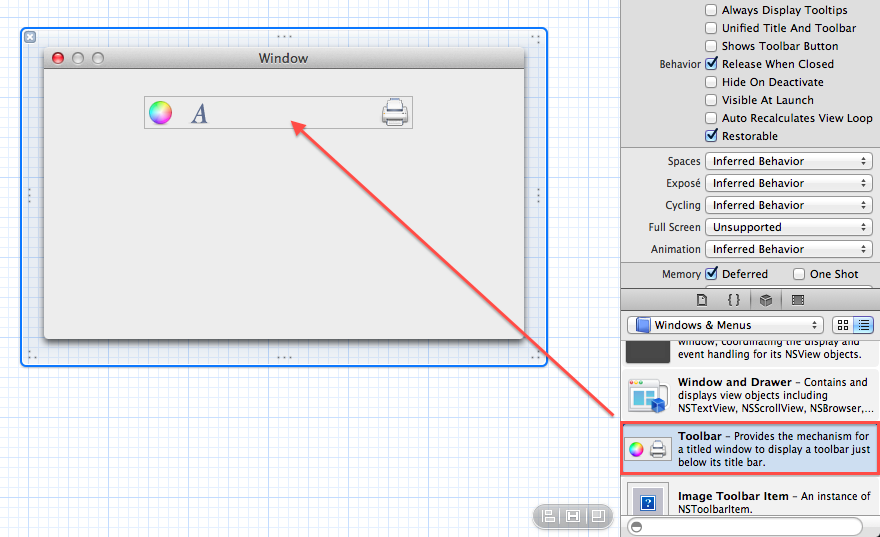 Window
A
Always Display Tooltips
Unified Title And Toolbar
Shows Toolbar Button
Behavior Release When Closed
Hide On Deactivate
Visible At Launch
Auto Recalculates View Loop
Restorable
Spaces Inferred Behavior
Exposé Inferred Behavior
Cycling Inferred Behavior
Full Screen Unsupported
Animation Inferred Behavior
Memory Deferred One Shot
{ }
Windows & Menus
window, coordinating the display and
event handling for its NSView objects.
Window and Drawer – Contains and
displays view objects including
NSTextView, NSScrollView, NSBrowser,...
Toolbar – Provides the mechanism for
a titled window to display a toolbar just
below its title bar.
Image Toolbar Item – An instance of
NSToolbarItem.
?